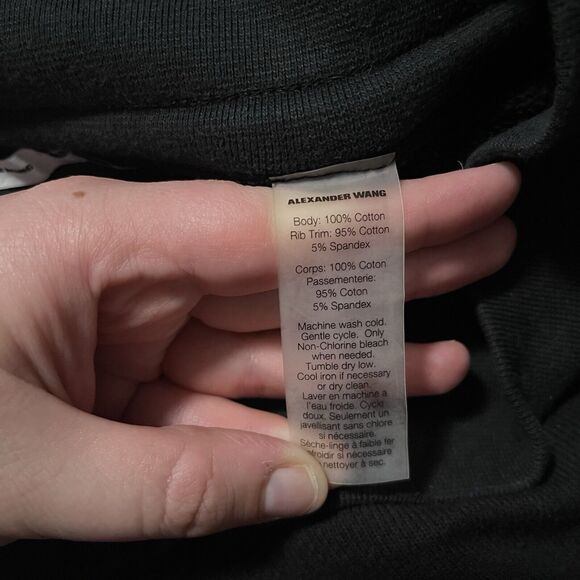 ALEXANDER WANG
Body: 100% Cotton
Rib Trim: 95% Cotton
5% Spandex
Corps: 100% Coton
Passementerie:
95% Coton
5% Spandex
Machine wash cold.
Gentle cycle. Only
Non-Chlorine bleach
when needed.
Tumble dry low.
Cool iron if necessary
or dry clean.
Laver en machine a
l'eau froide. Cycle
doux. Seulement un
javellisant sans chlore
si nécessaire.
Sèche-linge à faible fer
refroidir si nécessaire
nettoyer à sec.